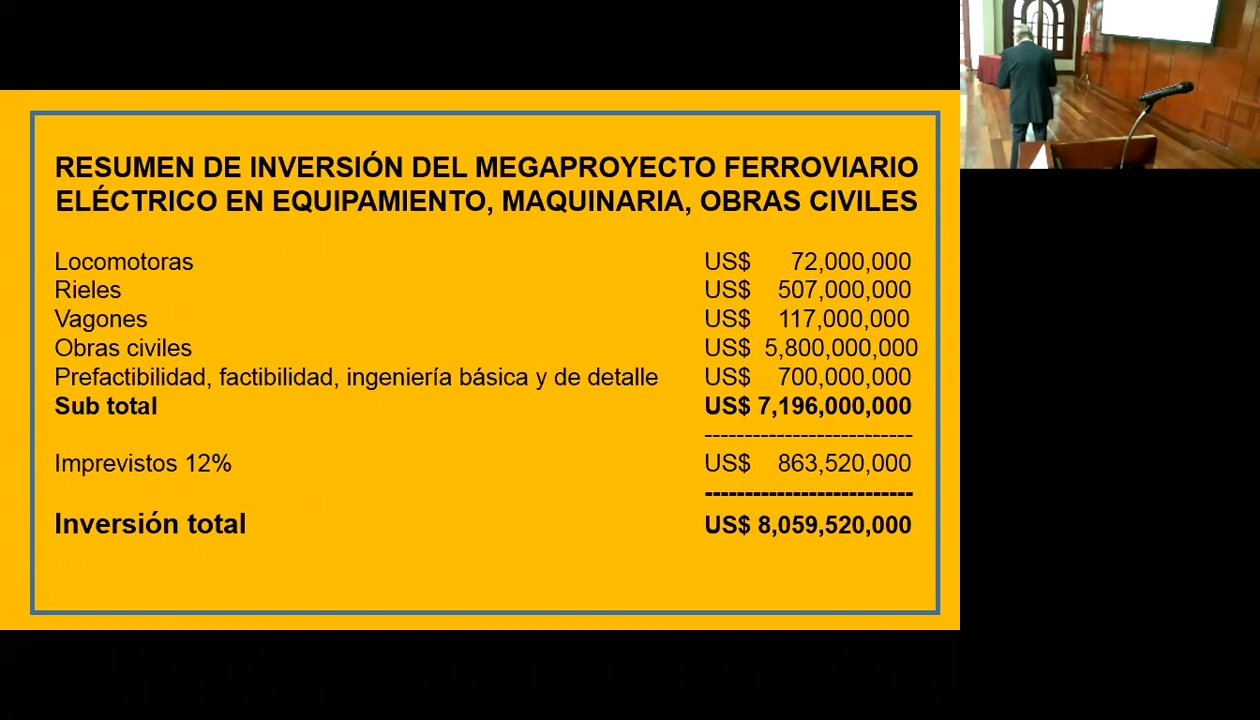 RESUMEN DE INVERSIÓN DEL MEGAPROYECTO FERROVIARIO
ELÉCTRICO EN EQUIPAMIENTO, MAQUINARIA, OBRAS CIVILES
Locomotoras US$ 72,000,000
Rieles US$ 507,000,000
Vagones US$ 117,000,000
Obras civiles US$ 5,800,000,000
Prefactibilidad, factibilidad, ingeniería básica y de detalle US$ 700,000,000
Sub total US$ 7,196,000,000
--------------------------
Imprevistos 12% US$ 863,520,000
--------------------------
Inversión total US$ 8,059,520,000